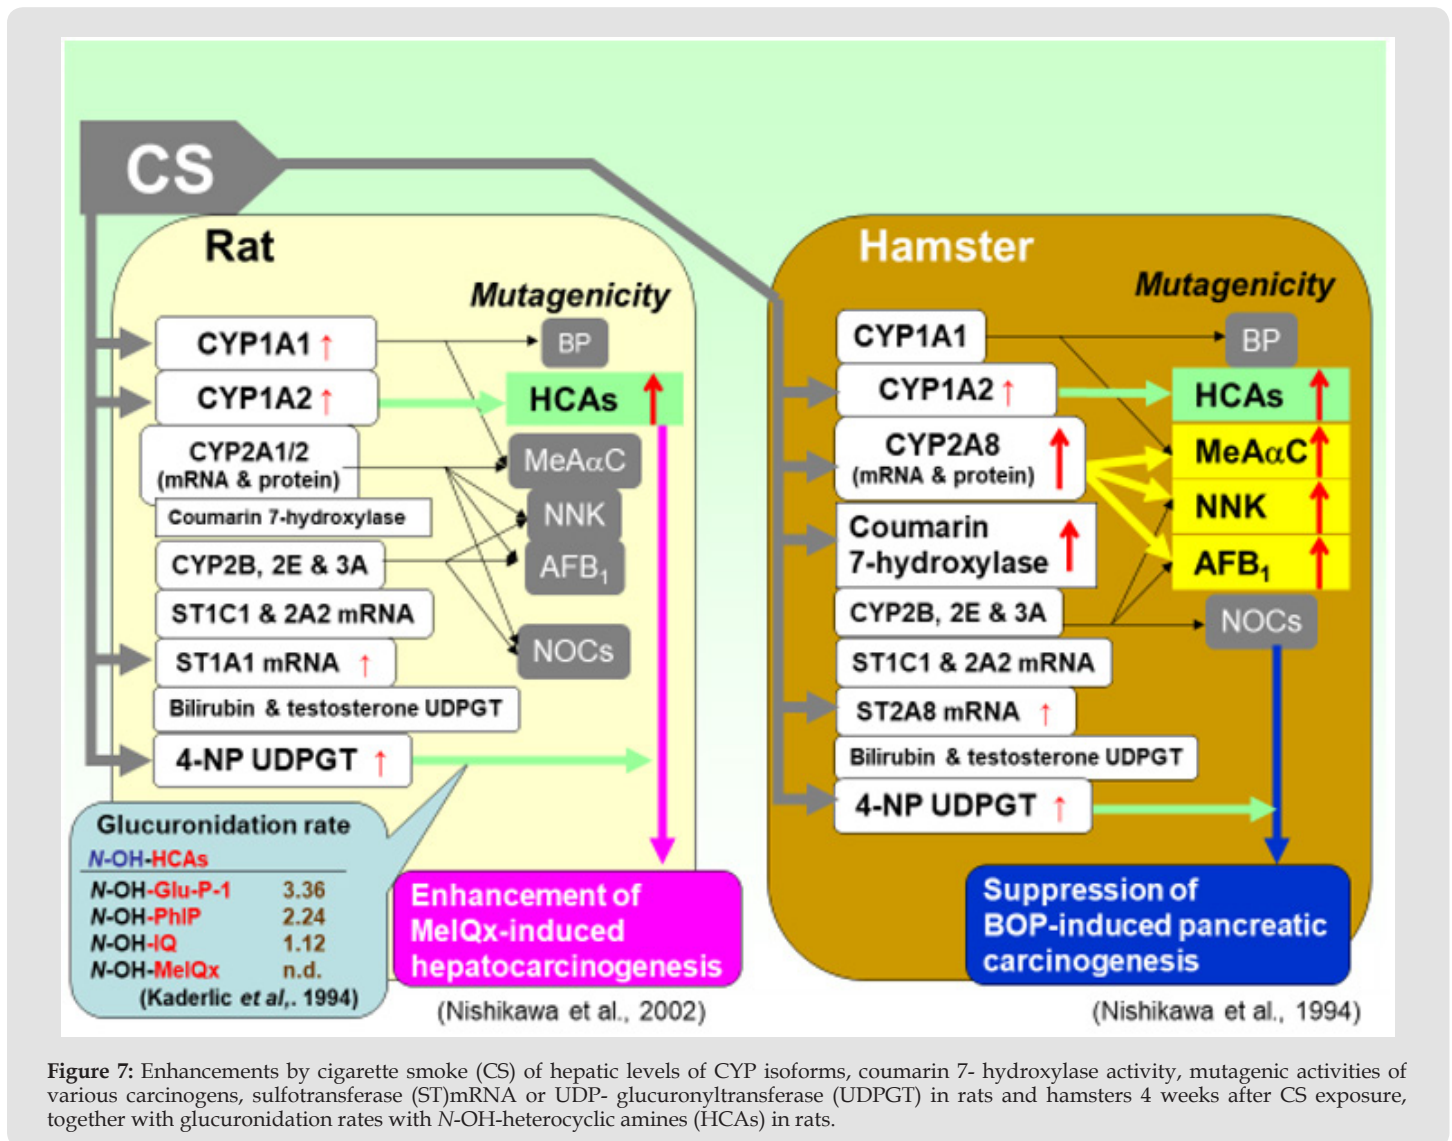 CS
Rat
Mutagenicity
CYP1A1 ↑
BP
CYP1A2 ↑
HCAs ↑
CYP2A1/2
(mRNA & protein)
MeAαC
Coumarin 7-hydroxylase
NNK
CYP2B, 2E & 3A
AFB1
ST1C1 & 2A2 mRNA
ST1A1 mRNA ↑
NOCs
Bilirubin & testosterone UDPGT
4-NP UDPGT ↑
Glucuronidation rate
N-OH-HCAs
N-OH-Glu-P-1 3.36
N-OH-PhIP 2.24
N-OH-IQ 1.12
N-OH-MeIQx n.d.
(Kaderlic et al,. 1994)
Enhancement of
MeIQx-induced
hepatocarcinogenesis
(Nishikawa et al., 2002)
Hamster
Mutagenicity
CYP1A1
BP
CYP1A2 ↑
HCAs ↑
CYP2A8 ↑
(mRNA & protein)
MeAαC ↑
NNK ↑
Coumarin
7-hydroxylase ↑
AFB1 ↑
CYP2B, 2E & 3A
NOCs
ST1C1 & 2A2 mRNA
ST2A8 mRNA ↑
Bilirubin & testosterone UDPGT
4-NP UDPGT ↑
Suppression of
BOP-induced pancreatic
carcinogenesis
(Nishikawa et al., 1994)
Figure 7: Enhancements by cigarette smoke (CS) of hepatic levels of CYP isoforms, coumarin 7- hydroxylase activity, mutagenic activities of
various carcinogens, sulfotransferase (ST)mRNA or UDP- glucuronyltransferase (UDPGT) in rats and hamsters 4 weeks after CS exposure,
together with glucuronidation rates with N-OH-heterocyclic amines (HCAs) in rats.